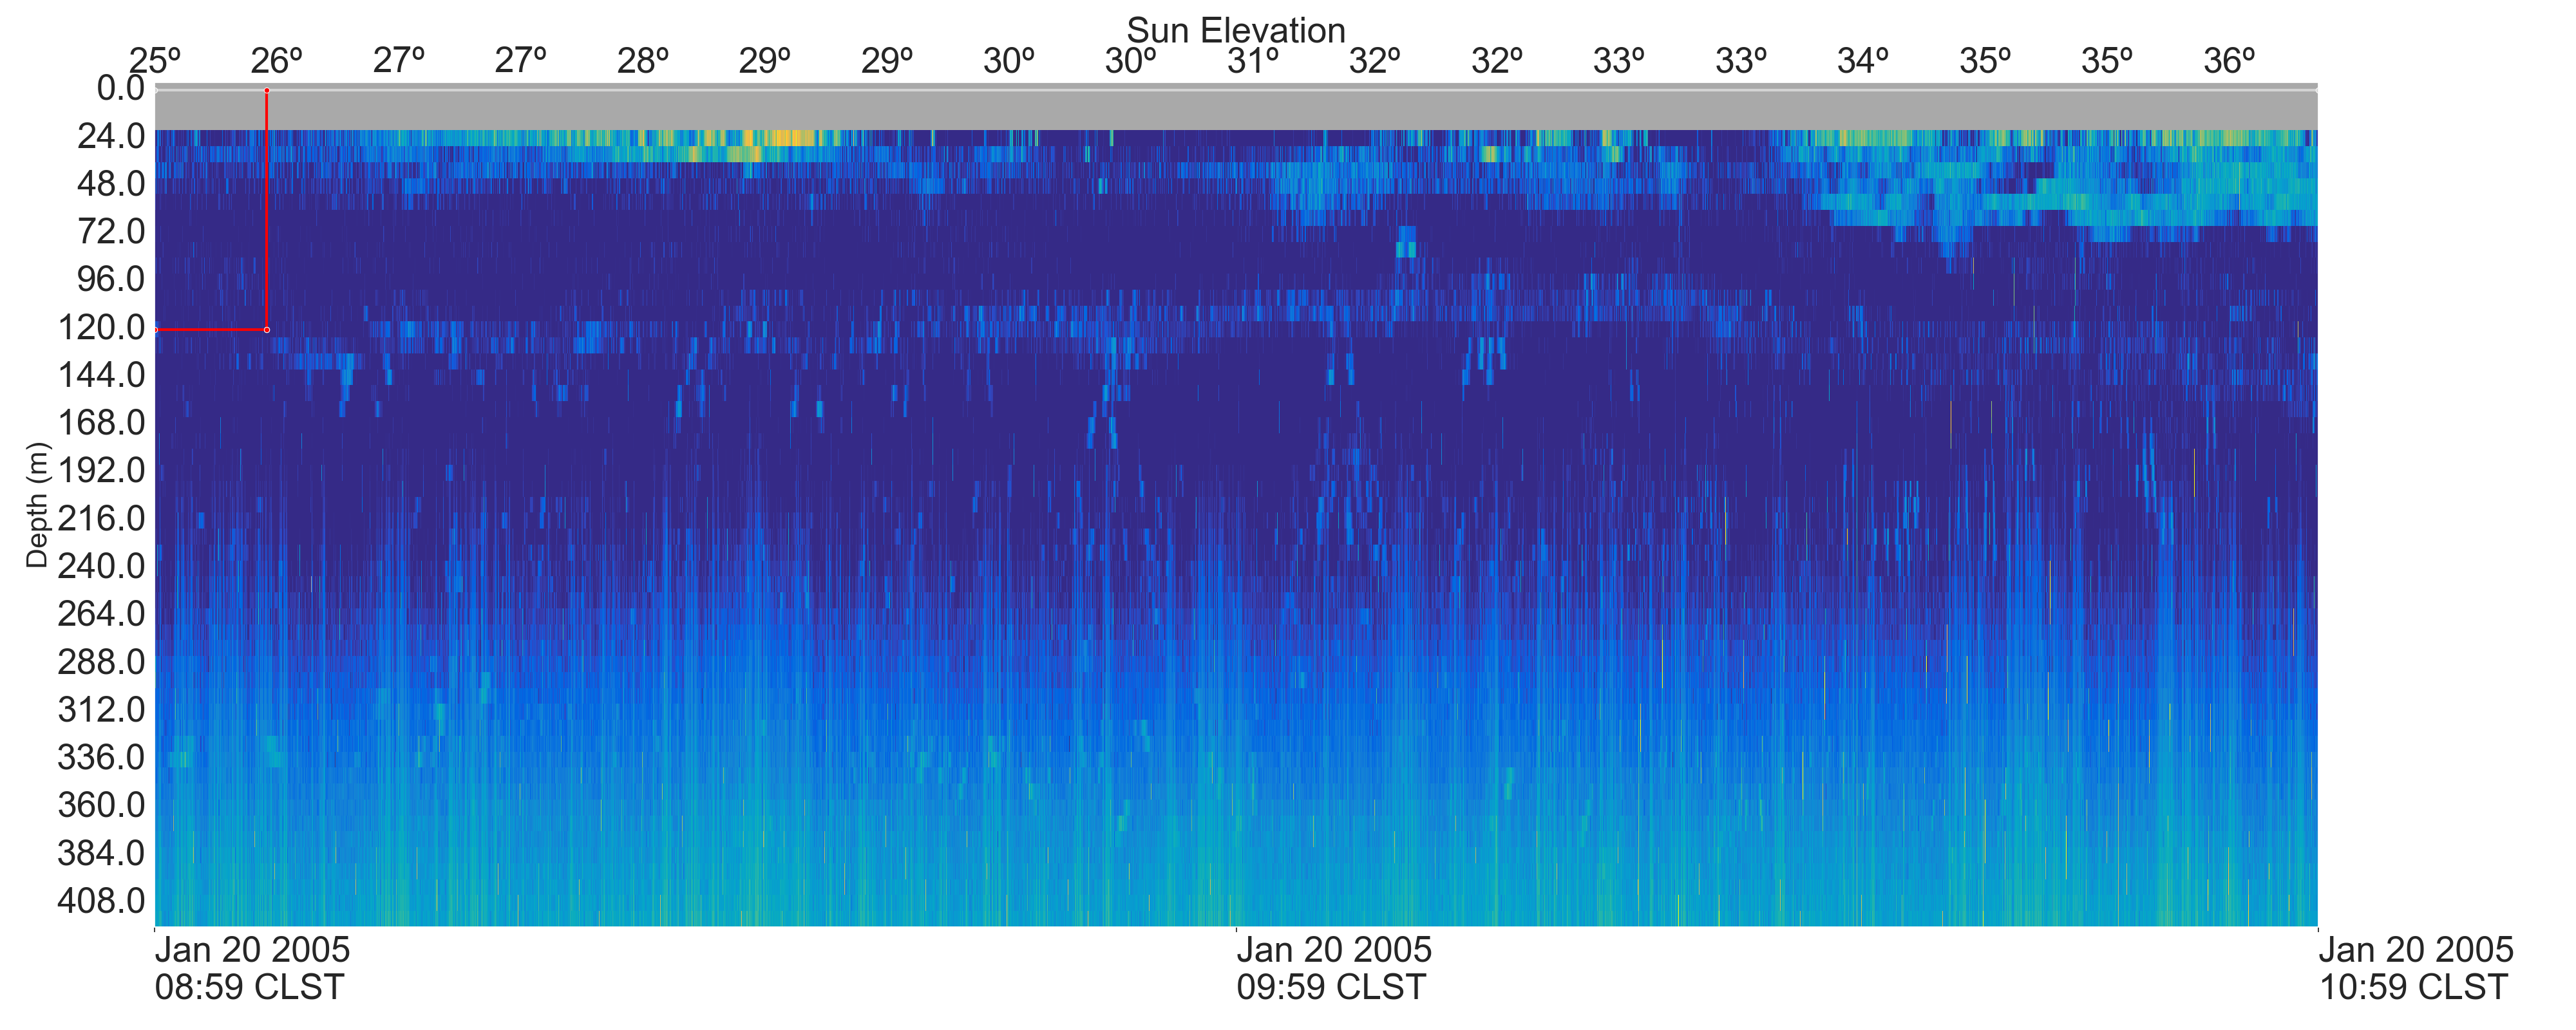 Sun Elevation
25º 26º 27º 27º 28º 29º 29º 30º 30º 31º 32º 32º 33º 33º 34º 35º 35º 36º
0.0
24.0
48.0
72.0
96.0
120.0
144.0
168.0
192.0
216.0
240.0
264.0
288.0
312.0
336.0
360.0
384.0
408.0
Depth (m)
Jan 20 2005
08:59 CLST
Jan 20 2005
09:59 CLST
Jan 20 2005
10:59 CLST